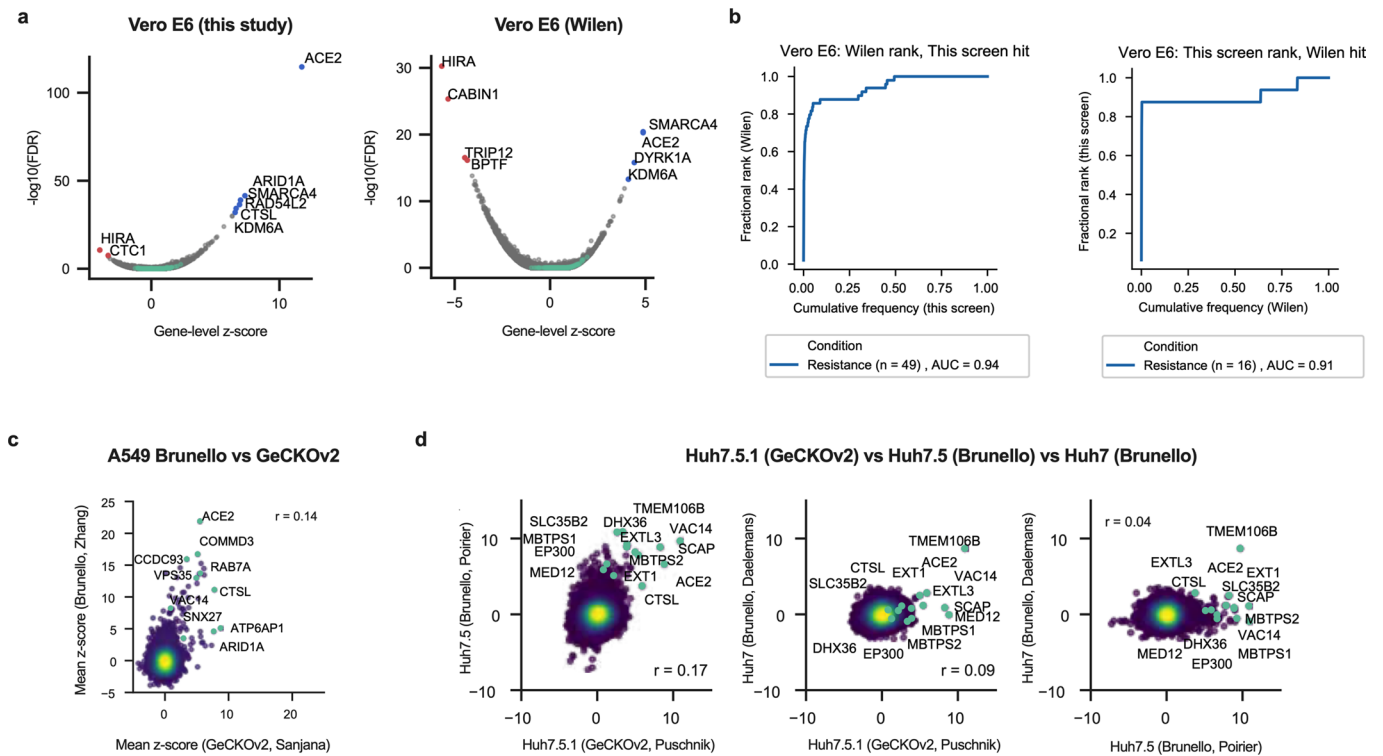 a
Vero E6 (this study)
-log10(FDR)
100
50
0
0
10
Gene-level z-score
ACE2
ARID1A
SMARCA4
RAD54L2
CTSL
KDM6A
HIRA
CTC1
Vero E6 (Wilen)
-log10(FDR)
30
20
10
0
−5
0
5
Gene-level z-score
HIRA
CABIN1
TRIP12
BPTF
SMARCA4
ACE2
DYRK1A
KDM6A
b
Vero E6: Wilen rank, This screen hit
Fractional rank (Wilen)
1.0
0.8
0.6
0.4
0.2
0.0
0.00
0.25
0.50
0.75
1.00
Cumulative frequency (this screen)
Condition
Resistance (n = 49) , AUC = 0.94
Vero E6: This screen rank, Wilen hit
Fractional rank (this screen)
1.0
0.8
0.6
0.4
0.2
0.00
0.25
0.50
0.75
1.00
Cumulative frequency (Wilen)
Condition
Resistance (n = 16) , AUC = 0.91
c
A549 Brunello vs GeCKOv2
Mean z-score (Brunello, Zhang)
25
20
15
10
5
0
−5
0
10
20
Mean z-score (GeCKOv2, Sanjana)
r = 0.14
ACE2
COMMD3
CCDC93
RAB7A
VPS35
CTSL
VAC14
SNX27
ATP6AP1
ARID1A
d
Huh7.5.1 (GeCKOv2) vs Huh7.5 (Brunello) vs Huh7 (Brunello)
Huh7.5 (Brunello, Poirier)
10
0
−10
−10
0
10
Huh7.5.1 (GeCKOv2, Puschnik)
TMEM106B
SLC35B2
DHX36
VAC14
MBTPS1
EXTL3
EP300
SCAP
MBTPS2
MED12
EXT1
ACE2
CTSL
r = 0.17
Huh7 (Brunello, Daelemans)
10
0
−10
−10
0
10
Huh7.5.1 (GeCKOv2, Puschnik)
TMEM106B
CTSL
EXT1
ACE2
VAC14
SLC35B2
EXTL3
SCAP
MED12
MBTPS1
MBTPS2
DHX36
EP300
r = 0.09
Huh7 (Brunello, Daelemans)
10
0
−10
−10
0
10
Huh7.5 (Brunello, Poirier)
r = 0.04
TMEM106B
EXTL3
ACE2
EXT1
CTSL
SLC35B2
SCAP
MBTPS2
DHX36
VAC14
MED12
EP300
MBTPS1